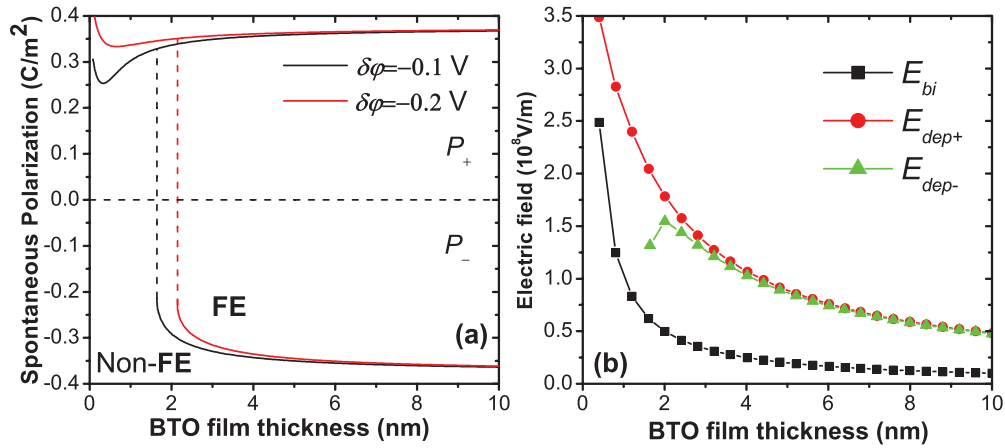 Spontaneous Polarization (C/m²)
0.4
0.3
0.2
0.1
0.0
-0.1
-0.2
-0.3
-0.4
δφ=−0.1 V
δφ=−0.2 V
P₊
P₋
FE
(a)
Non-FE
0 2 4 6 8 10
BTO film thickness (nm)
Electric field (10⁸V/m)
3.5
3.0
2.5
2.0
1.5
1.0
0.5
0.0
E_bi
E_dep+
E_dep-
(b)
0 2 4 6 8 10
BTO film thickness (nm)